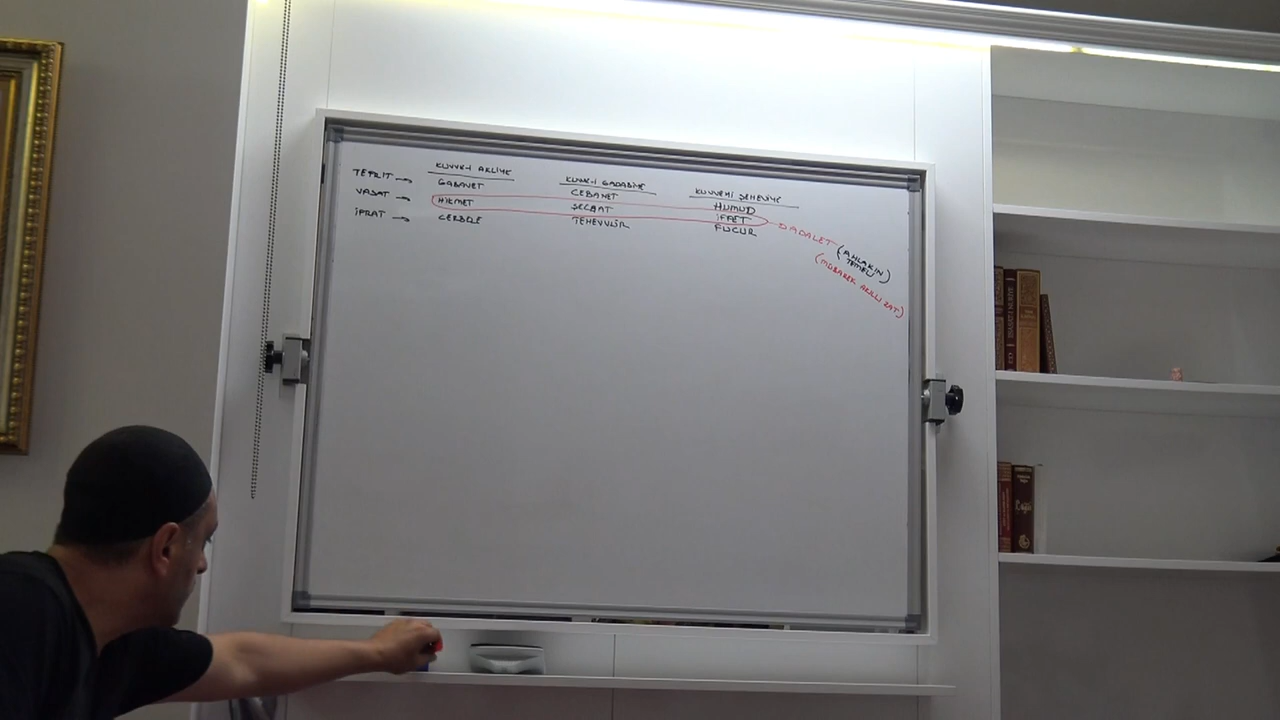 KUVVE-İ AKLİYE KUVVE-İ GADABİYE KUVVE-İ ŞEHEVİYE
TEFRİT → GABAVET CEBANET HUMUD
VASAT → HİKMET ŞECAAT İFFET ADALET (AHLAKIN TEMELİ)
İFRAT → CERBEZE TEHEVVÜR FÜCUR
(MÜBAREK AKILLI ZAT)